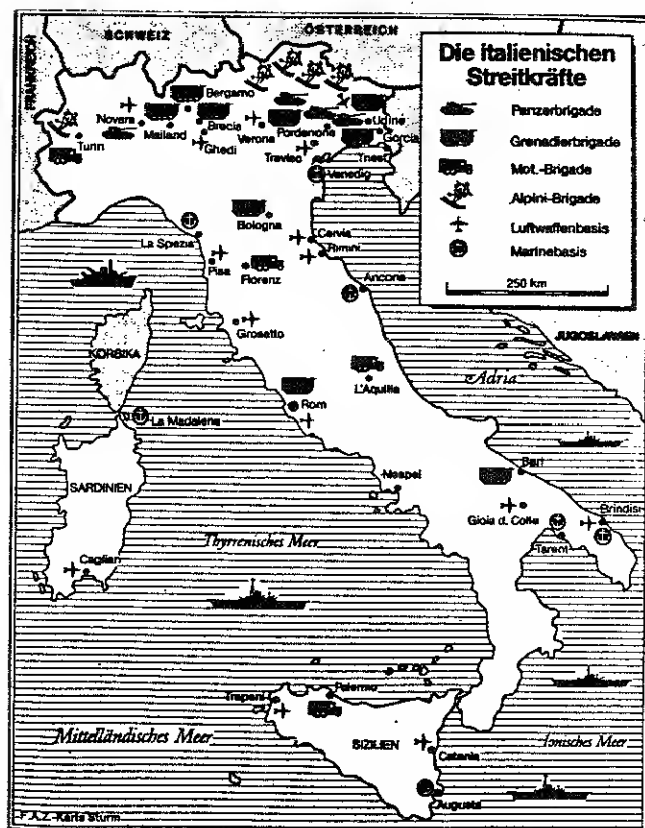 SCHWEIZ
ÖSTERREICH
FRANKREICH
Die italienischen
Streitkräfte
Panzerbrigade
Grenadierbrigade
Mot.-Brigade
Alpini-Brigade
Luftwaffenbasis
Marinebasis
250 km
Bergamo
Novara
Mailand
Brecia
Ghedi
Verona
Pordenone
Udine
Gorcia
Turin
Treviso
Triest
Venedig
Bologna
La Spezia
Cervia
Rimini
Pisa
Florenz
Ancona
Grosetto
KORSIKA
JUGOSLAWIEN
Adria
L'Aquilla
Rom
La Madalena
SARDINIEN
Neapel
Bari
Gioia d. Colle
Brindisi
Tarent
Thyrrenisches Meer
Cagliari
Trapani
Palermo
Mittelländisches Meer
SIZILIEN
Catania
Ionisches Meer
Augusta
F.A.Z.-Karte Sturm